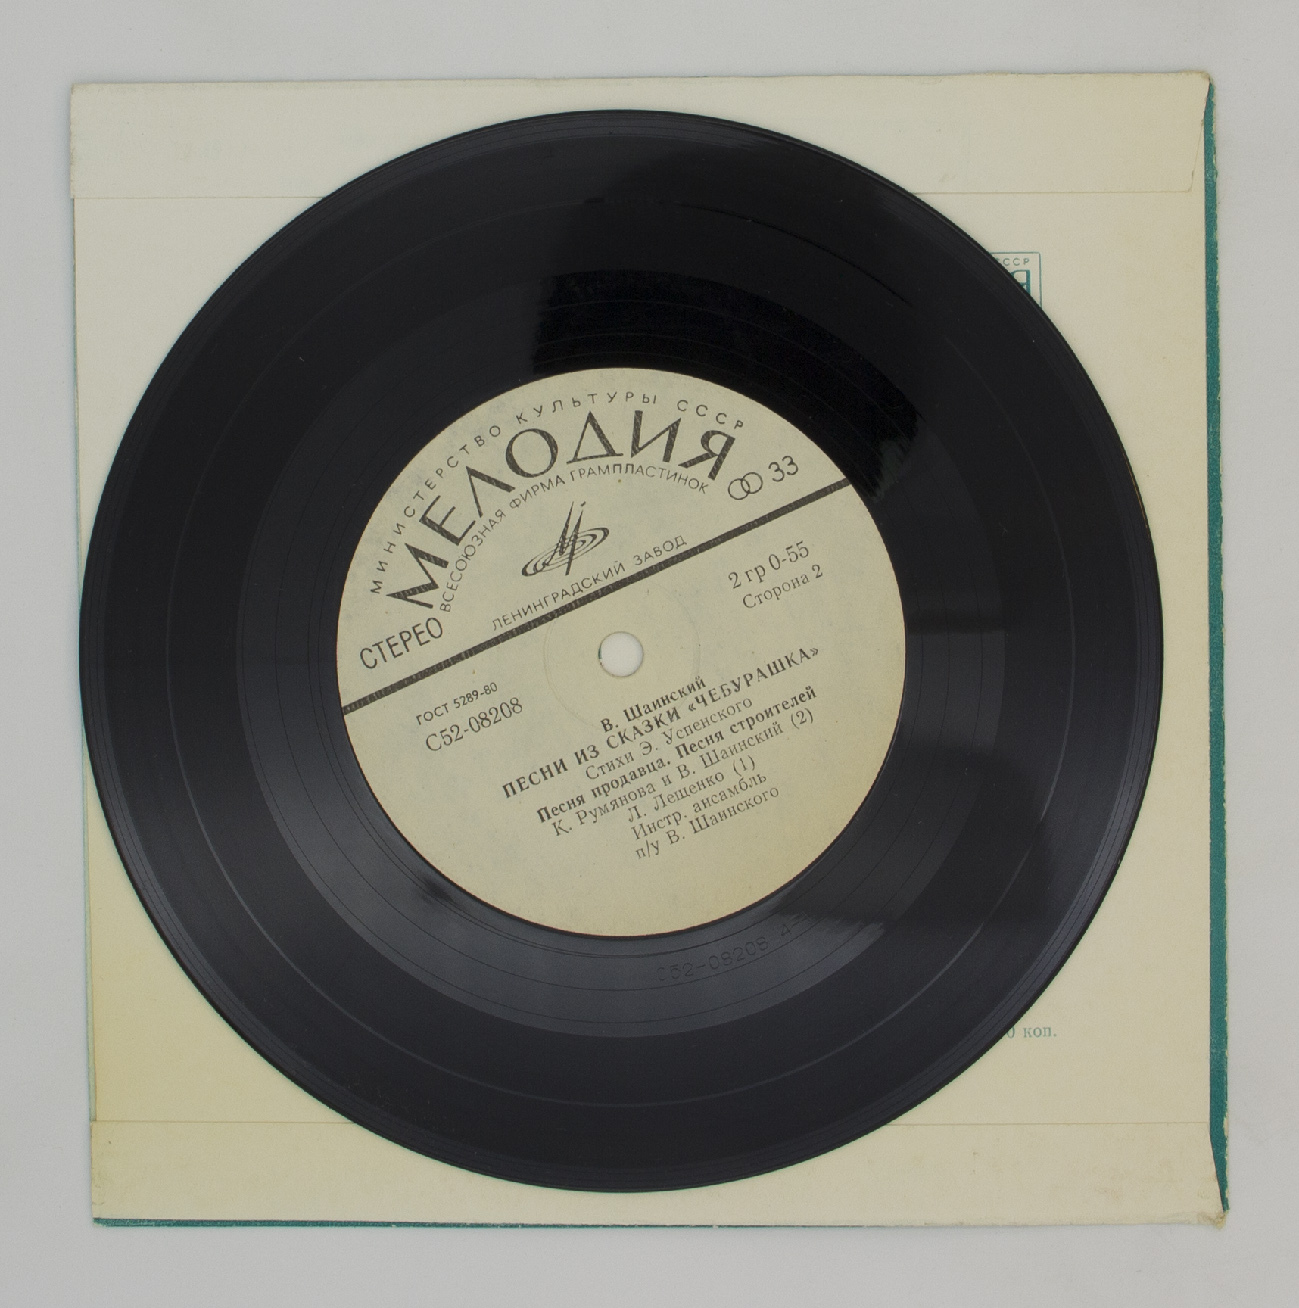 МИНИСТЕРСТВО КУЛЬТУРЫ СССР
МЕЛОДИЯ
ВСЕСОЮЗНАЯ ФИРМА ГРАМПЛАСТИНОК
33
ЛЕНИНГРАДСКИЙ ЗАВОД
СТЕРЕО
2 гр 0-55
Сторона 2
ГОСТ 5289-80
С52-08208
В. Шаинский
ПЕСНИ ИЗ СКАЗКИ «ЧЕБУРАШКА»
Стихи Э. Успенского
Песня продавца. Песня строителей
К. Румянова и В. Шаинский (2)
Л. Лещенко (1)
Инстр. ансамбль
п/у В. Шаинского
С52-08208
СССР
коп.